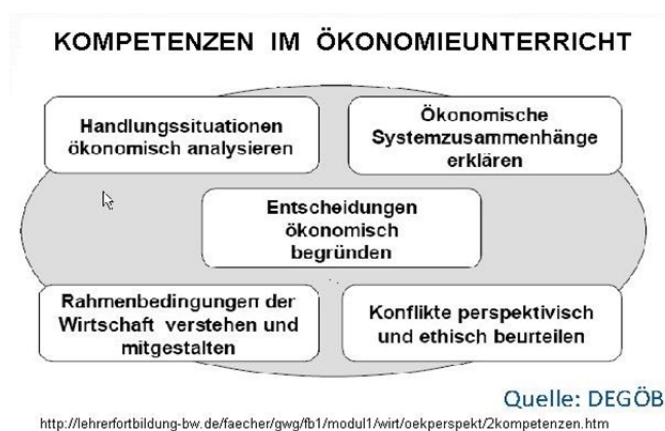 KOMPETENZEN IM ÖKONOMIEUNTERRICHT
Handlungssituationen
ökonomisch analysieren
Ökonomische
Systemzusammenhänge
erklären
Entscheidungen
ökonomisch
begründen
Rahmenbedingungen der
Wirtschaft verstehen und
mitgestalten
Konflikte perspektivisch
und ethisch beurteilen
Quelle: DEGÖB
http://lehrerfortbildung-bw.de/faecher/gwg/fb1/modul1/wirt/oekperspekt/2kompetenzen.htm